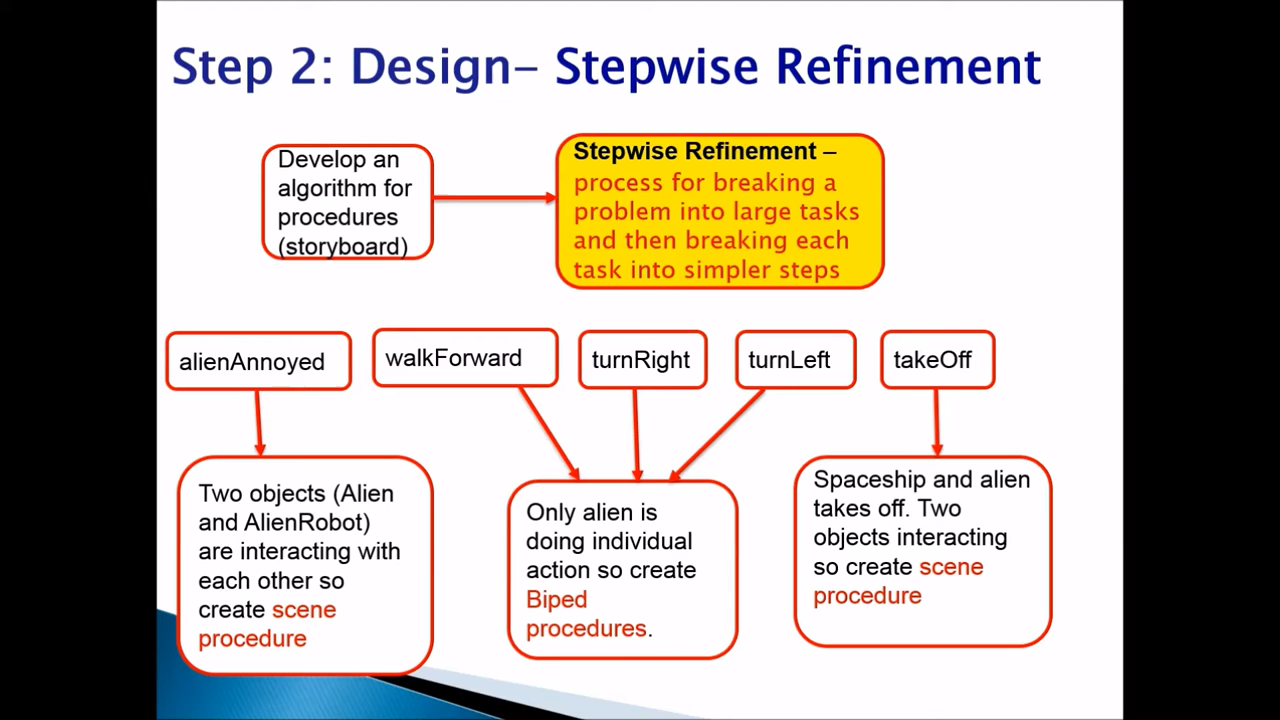 Step 2: Design– Stepwise Refinement
Develop an
algorithm for
procedures
(storyboard)
Stepwise Refinement –
process for breaking a
problem into large tasks
and then breaking each
task into simpler steps
alienAnnoyed
walkForward
turnRight
turnLeft
takeOff
Two objects (Alien
and AlienRobot)
are interacting with
each other so
create scene
procedure
Only alien is
doing individual
action so create
Biped
procedures.
Spaceship and alien
takes off. Two
objects interacting
so create scene
procedure